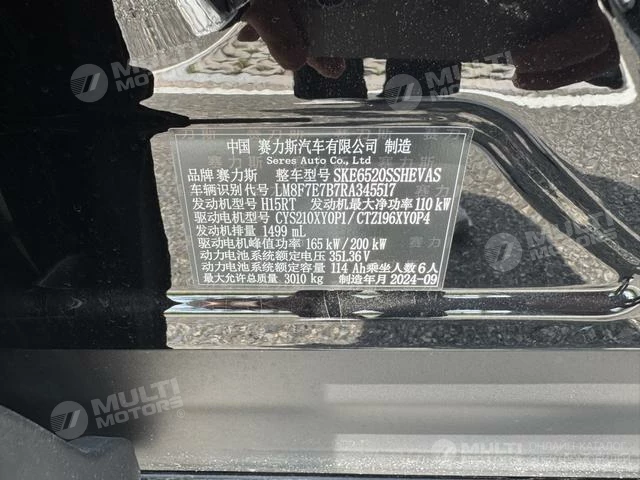 MULTI
MOTORS
MULTI
MOTORS
中国 赛力斯汽车有限公司 制造
Seres Auto Co., Ltd
品牌 赛力斯 整车型号 SKE6520SSHEVAS
车辆识别代号 LM8F7E7B7RA345517
发动机型号 H15RT 发动机最大净功率 110 kW
驱动电机型号 CYS210XY0P1/CTZ196XY0P4
发动机排量 1499 mL
驱动电机峰值功率 165 kW/200 kW
动力电池系统额定电压 351.36 V
动力电池系统额定容量 114 Ah 乘坐人数 6人
最大允许总质量 3010 kg 制造年月 2024-09
MULTI
MOTORS
MULTI
MOTORS
MULTI